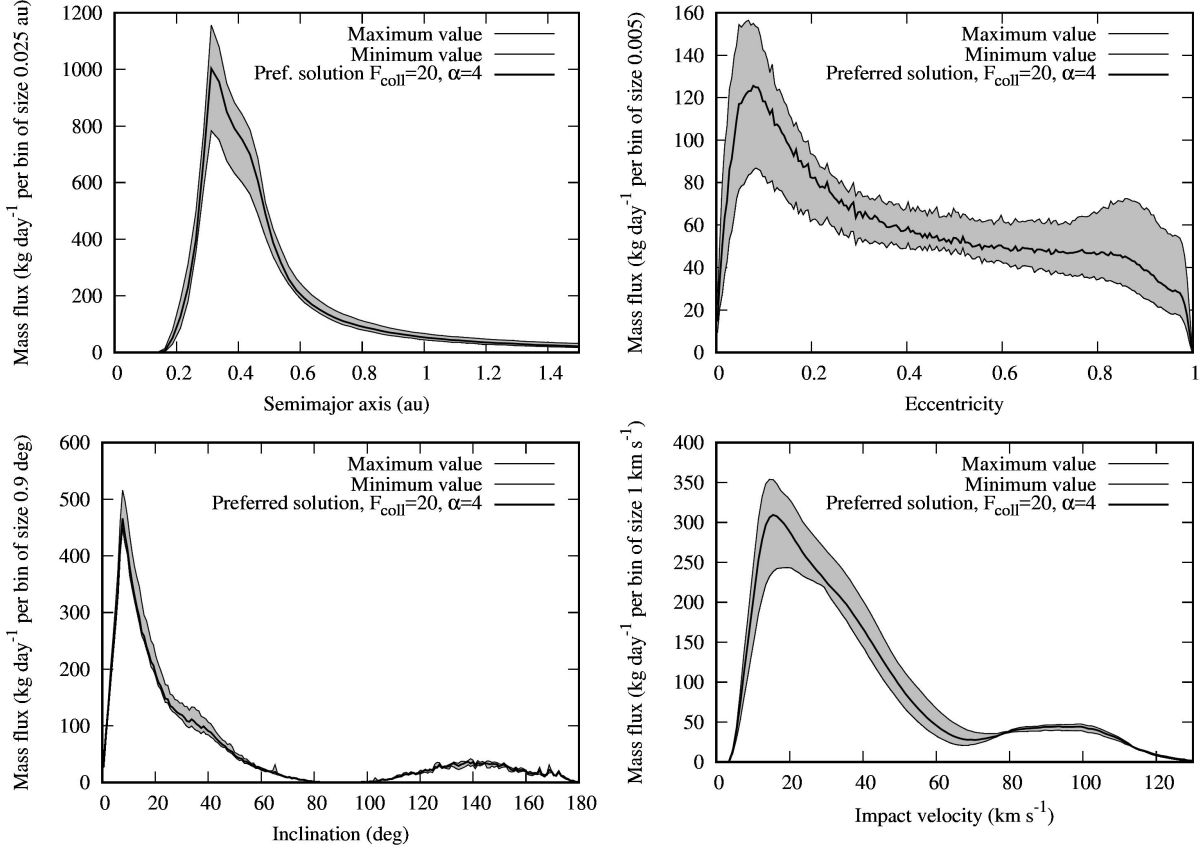 Mass flux (kg day⁻¹ per bin of size 0.025 au)
1200
1000
800
600
400
200
0
Maximum value
Minimum value
Pref. solution F_coll=20, α=4
0 0.2 0.4 0.6 0.8 1 1.2 1.4
Semimajor axis (au)
Mass flux (kg day⁻¹ per bin of size 0.005)
160
140
120
100
80
60
40
20
0
Maximum value
Minimum value
Preferred solution, F_coll=20, α=4
0 0.2 0.4 0.6 0.8 1
Eccentricity
Mass flux (kg day⁻¹ per bin of size 0.9 deg)
600
500
400
300
200
100
0
Maximum value
Minimum value
Preferred solution, F_coll=20, α=4
0 20 40 60 80 100 120 140 160 180
Inclination (deg)
Mass flux (kg day⁻¹ per bin of size 1 km s⁻¹)
400
350
300
250
200
150
100
50
0
Maximum value
Minimum value
Preferred solution, F_coll=20, α=4
0 20 40 60 80 100 120
Impact velocity (km s⁻¹)